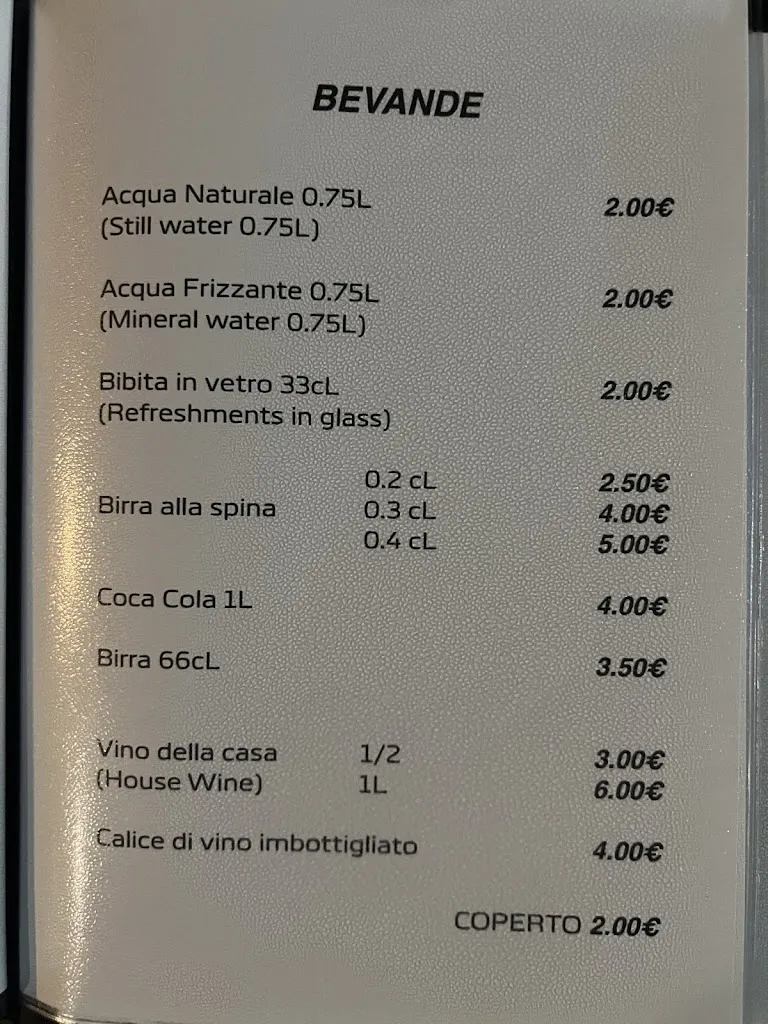 BEVANDE
Acqua Naturale 0.75L 2.00€
(Still water 0.75L)
Acqua Frizzante 0.75L 2.00€
(Mineral water 0.75L)
Bibita in vetro 33cL 2.00€
(Refreshments in glass)
0.2 cL 2.50€
Birra alla spina 0.3 cL 4.00€
0.4 cL 5.00€
Coca Cola 1L 4.00€
Birra 66cL 3.50€
Vino della casa 1/2 3.00€
(House Wine) 1L 6.00€
Calice di vino imbottigliato 4.00€
COPERTO 2.00€